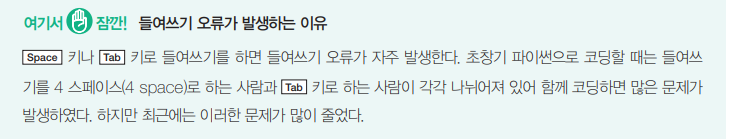 여기서 잠깐! 들여쓰기 오류가 발생하는 이유
Space 키나 Tab 키로 들여쓰기를 하면 들여쓰기 오류가 자주 발생한다. 초창기 파이썬으로 코딩할 때는 들여쓰
기를 4 스페이스(4 space)로 하는 사람과 Tab 키로 하는 사람이 각각 나뉘어져 있어 함께 코딩하면 많은 문제가
발생하였다. 하지만 최근에는 이러한 문제가 많이 줄었다.